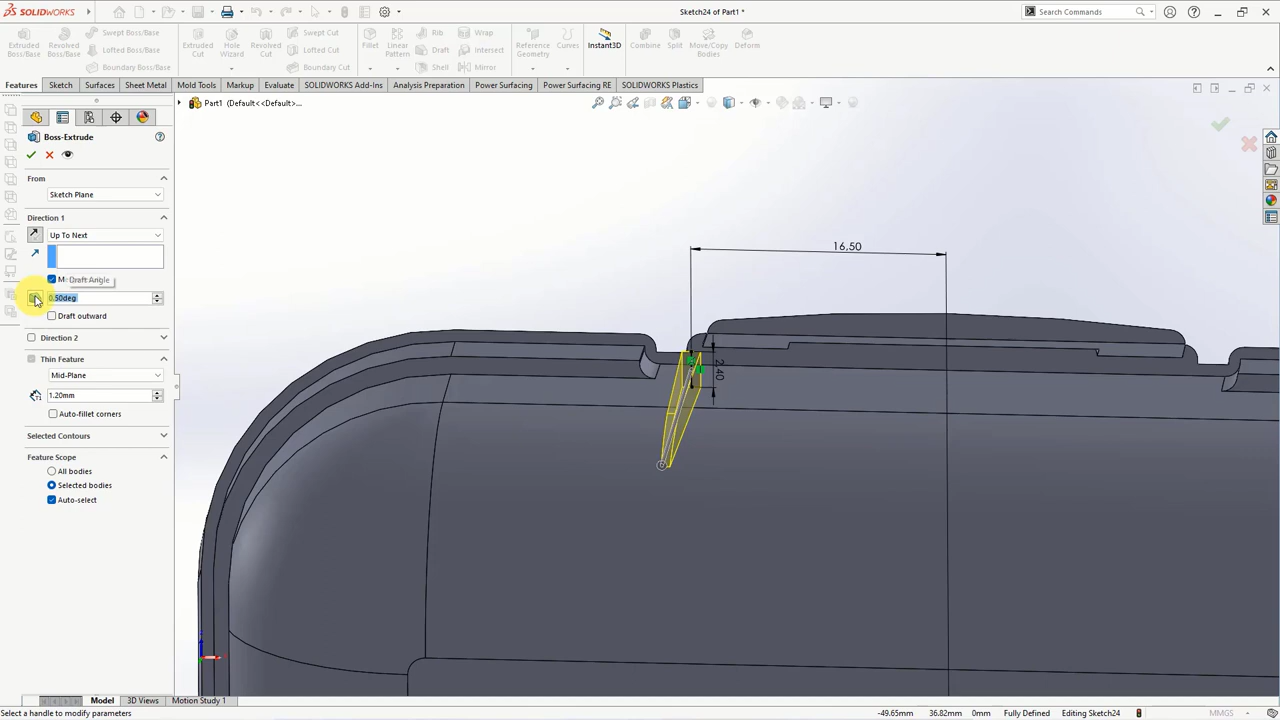 SOLIDWORKS
Sketch24 of Part1 *
Search Commands
Extruded Boss/Base
Revolved Boss/Base
Swept Boss/Base
Lofted Boss/Base
Boundary Boss/Base
Extruded Cut
Hole Wizard
Revolved Cut
Swept Cut
Lofted Cut
Boundary Cut
Fillet
Linear Pattern
Rib
Draft
Shell
Wrap
Intersect
Mirror
Reference Geometry
Curves
Instant3D
Combine
Split
Move/Copy Bodies
Deform
Features
Sketch
Surfaces
Sheet Metal
Mold Tools
Markup
Evaluate
SOLIDWORKS Add-Ins
Analysis Preparation
Power Surfacing
Power Surfacing RE
SOLIDWORKS Plastics
Part1 (Default<<Default>...
Boss-Extrude
From
Sketch Plane
Direction 1
Up To Next
Draft Angle
0.50deg
Draft outward
Direction 2
Thin Feature
Mid-Plane
1.20mm
Auto-fillet corners
Selected Contours
Feature Scope
All bodies
Selected bodies
Auto-select
16,50
2,40
Model
3D Views
Motion Study 1
Select a handle to modify parameters
-49.65mm
36.82mm
0mm
Fully Defined
Editing Sketch24
MMGS